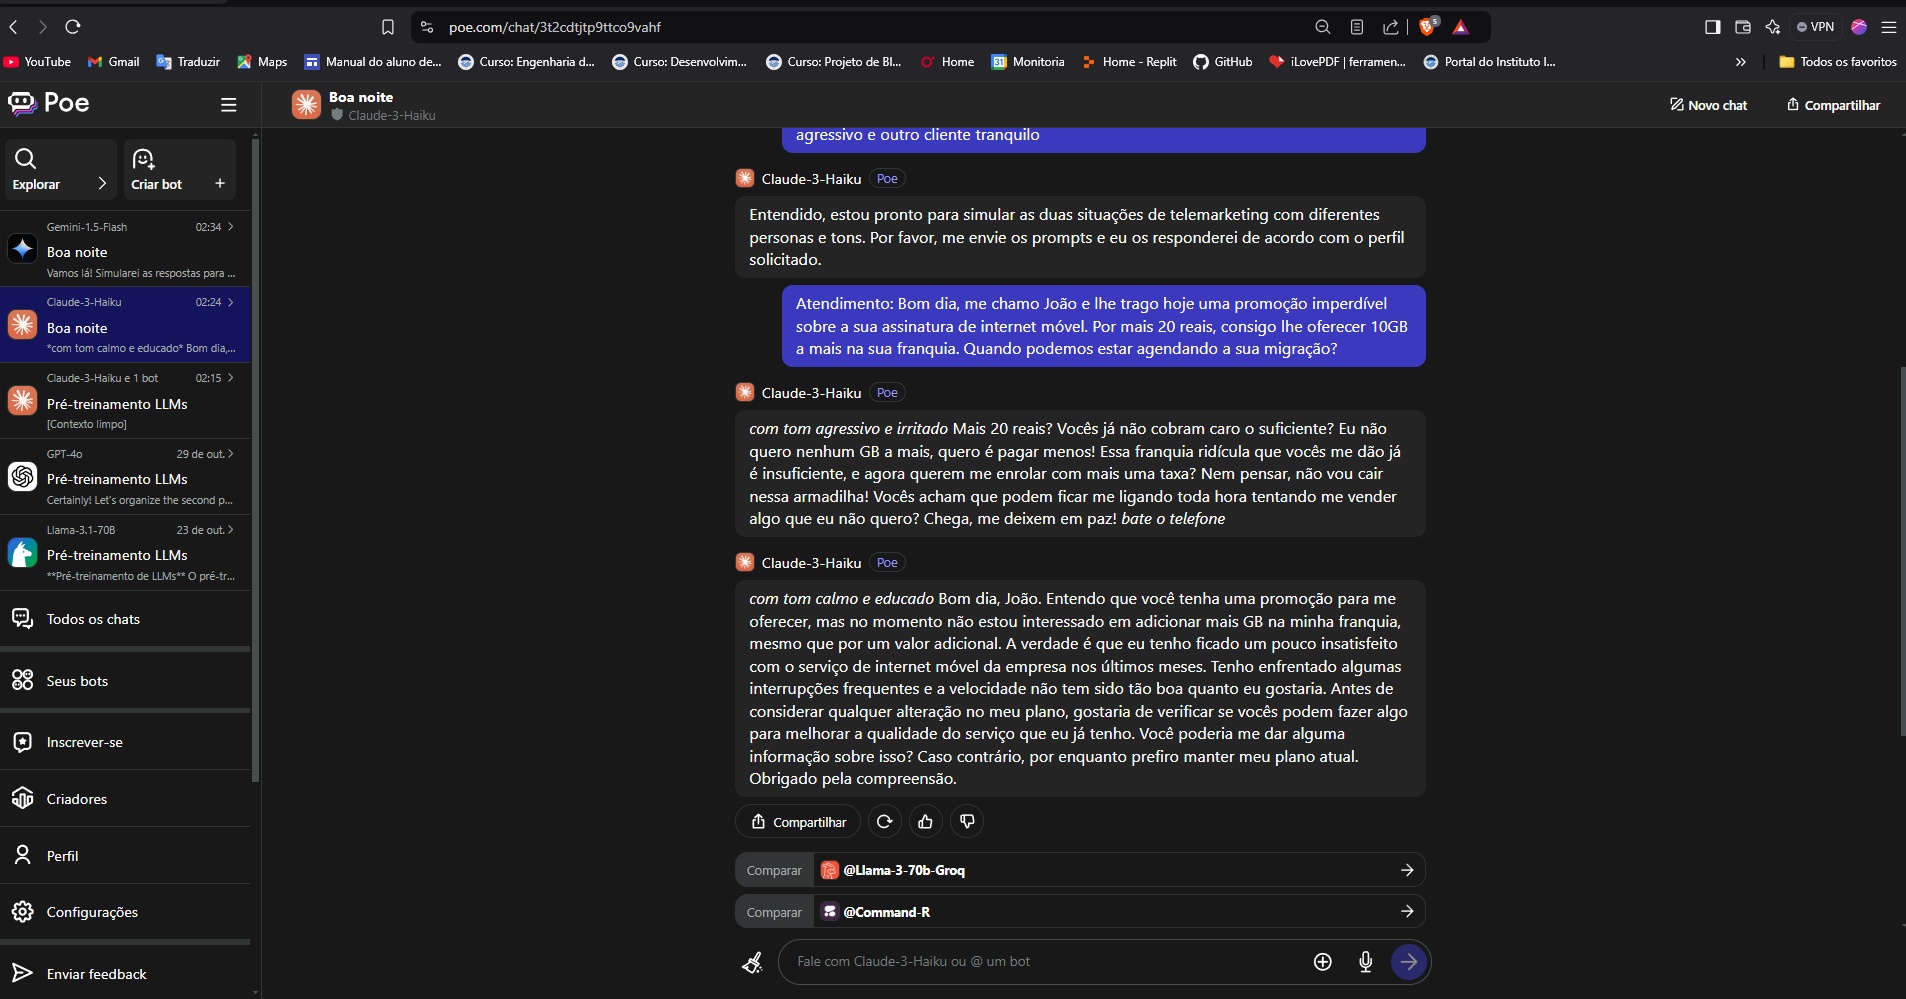 poe.com/chat/3t2cdtjtp9ttco9vahf
5
VPN
YouTube
Gmail
Traduzir
Maps
Manual do aluno de...
Curso: Engenharia d...
Curso: Desenvolvim...
Curso: Projeto de BI...
Home
31
Monitoria
Home - Replit
GitHub
iLovePDF | ferramen...
Portal do Instituto I...
Todos os favoritos
Poe
Explorar
Criar bot
Gemini-1.5-Flash 02:34
Boa noite
Vamos lá! Simularei as respostas para ...
Claude-3-Haiku 02:24
Boa noite
*com tom calmo e educado* Bom dia,...
Claude-3-Haiku e 1 bot 02:15
Pré-treinamento LLMs
[Contexto limpo]
GPT-4o 29 de out.
Pré-treinamento LLMs
Certainly! Let's organize the second p...
Llama-3.1-70B 23 de out.
Pré-treinamento LLMs
**Pré-treinamento de LLMs** O pré-tr...
Todos os chats
Seus bots
Inscrever-se
Criadores
Perfil
Configurações
Enviar feedback
Boa noite
Claude-3-Haiku
Novo chat
Compartilhar
agressivo e outro cliente tranquilo
Claude-3-Haiku Poe
Entendido, estou pronto para simular as duas situações de telemarketing com diferentes
personas e tons. Por favor, me envie os prompts e eu os responderei de acordo com o perfil
solicitado.
Atendimento: Bom dia, me chamo João e lhe trago hoje uma promoção imperdível
sobre a sua assinatura de internet móvel. Por mais 20 reais, consigo lhe oferecer 10GB
a mais na sua franquia. Quando podemos estar agendando a sua migração?
Claude-3-Haiku Poe
com tom agressivo e irritado Mais 20 reais? Vocês já não cobram caro o suficiente? Eu não
quero nenhum GB a mais, quero é pagar menos! Essa franquia ridícula que vocês me dão já
é insuficiente, e agora querem me enrolar com mais uma taxa? Nem pensar, não vou cair
nessa armadilha! Vocês acham que podem ficar me ligando toda hora tentando me vender
algo que eu não quero? Chega, me deixem em paz! bate o telefone
Claude-3-Haiku Poe
com tom calmo e educado Bom dia, João. Entendo que você tenha uma promoção para me
oferecer, mas no momento não estou interessado em adicionar mais GB na minha franquia,
mesmo que por um valor adicional. A verdade é que eu tenho ficado um pouco insatisfeito
com o serviço de internet móvel da empresa nos últimos meses. Tenho enfrentado algumas
interrupções frequentes e a velocidade não tem sido tão boa quanto eu gostaria. Antes de
considerar qualquer alteração no meu plano, gostaria de verificar se vocês podem fazer algo
para melhorar a qualidade do serviço que eu já tenho. Você poderia me dar alguma
informação sobre isso? Caso contrário, por enquanto prefiro manter meu plano atual.
Obrigado pela compreensão.
Compartilhar
Comparar @Llama-3-70b-Groq
Comparar @Command-R
Fale com Claude-3-Haiku ou @ um bot